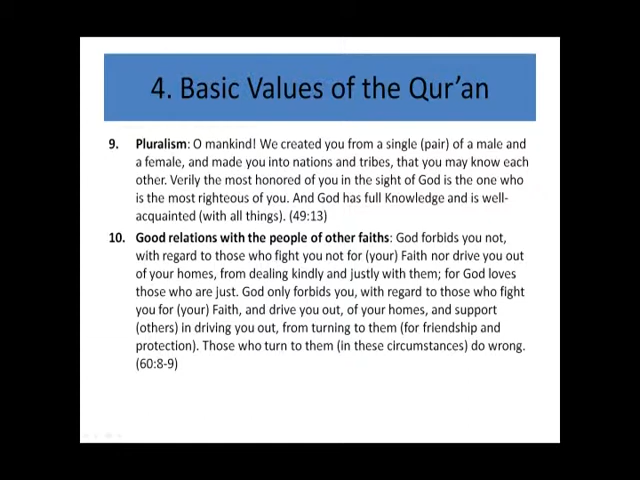 4. Basic Values of the Qur’an
9. Pluralism: O mankind! We created you from a single (pair) of a male and
a female, and made you into nations and tribes, that you may know each
other. Verily the most honored of you in the sight of God is the one who
is the most righteous of you. And God has full Knowledge and is well-
acquainted (with all things). (49:13)
10. Good relations with the people of other faiths: God forbids you not,
with regard to those who fight you not for (your) Faith nor drive you out
of your homes, from dealing kindly and justly with them; for God loves
those who are just. God only forbids you, with regard to those who fight
you for (your) Faith, and drive you out, of your homes, and support
(others) in driving you out, from turning to them (for friendship and
protection). Those who turn to them (in these circumstances) do wrong.
(60:8-9)